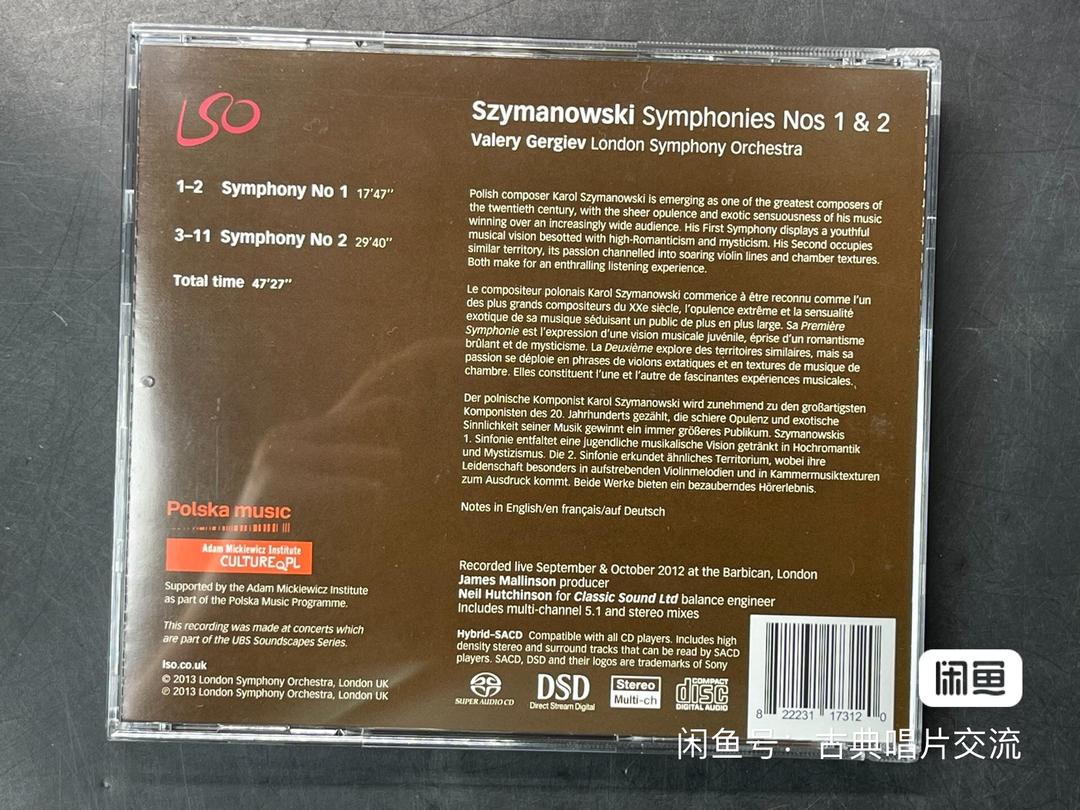 LSO
Szymanowski Symphonies Nos 1 & 2
Valery Gergiev London Symphony Orchestra
1–2 Symphony No 1 17'47''
3–11 Symphony No 2 29'40''
Total time 47'27''
Polish composer Karol Szymanowski is emerging as one of the greatest composers of
the twentieth century, with the sheer opulence and exotic sensuousness of his music
winning over an increasingly wide audience. His First Symphony displays a youthful
musical vision besotted with high-Romanticism and mysticism. His Second occupies
similar territory, its passion channelled into soaring violin lines and chamber textures.
Both make for an enthralling listening experience.
Le compositeur polonais Karol Szymanowski commence à être reconnu comme l'un
des plus grands compositeurs du XXe siècle, l'opulence extrême et la sensualité
exotique de sa musique séduisant un public de plus en plus large. Sa Première
Symphonie est l'expression d'une vision musicale juvénile, éprise d'un romantisme
brûlant et de mysticisme. La Deuxième explore des territoires similaires, mais sa
passion se déploie en phrases de violons extatiques et en textures de musique de
chambre. Elles constituent l'une et l'autre de fascinantes expériences musicales.
Der polnische Komponist Karol Szymanowski wird zunehmend zu den großartigsten
Komponisten des 20. Jahrhunderts gezählt, die schiere Opulenz und exotische
Sinnlichkeit seiner Musik gewinnt ein immer größeres Publikum. Szymanowskis
1. Sinfonie entfaltet eine jugendliche musikalische Vision getränkt in Hochromantik
und Mystizismus. Die 2. Sinfonie erkundet ähnliches Territorium, wobei ihre
Leidenschaft besonders in aufstrebenden Violinmelodien und in Kammermusiktexturen
zum Ausdruck kommt. Beide Werke bieten ein bezauberndes Hörerlebnis.
Notes in English/en français/auf Deutsch
Polska music
Adam Mickiewicz Institute
CULTURE.PL
Supported by the Adam Mickiewicz Institute
as part of the Polska Music Programme.
This recording was made at concerts which
are part of the UBS Soundscapes Series.
lso.co.uk
© 2013 London Symphony Orchestra, London UK
℗ 2013 London Symphony Orchestra, London UK
Recorded live September & October 2012 at the Barbican, London
James Mallinson producer
Neil Hutchinson for Classic Sound Ltd balance engineer
Includes multi-channel 5.1 and stereo mixes
Hybrid-SACD Compatible with all CD players. Includes high
density stereo and surround tracks that can be read by SACD
players. SACD, DSD and their logos are trademarks of Sony
SUPER AUDIO CD
DSD
Direct Stream Digital
Stereo
Multi-ch
COMPACT
disc
DIGITAL AUDIO
8 22231 17312 0
闲鱼
闲鱼号：古典唱片交流